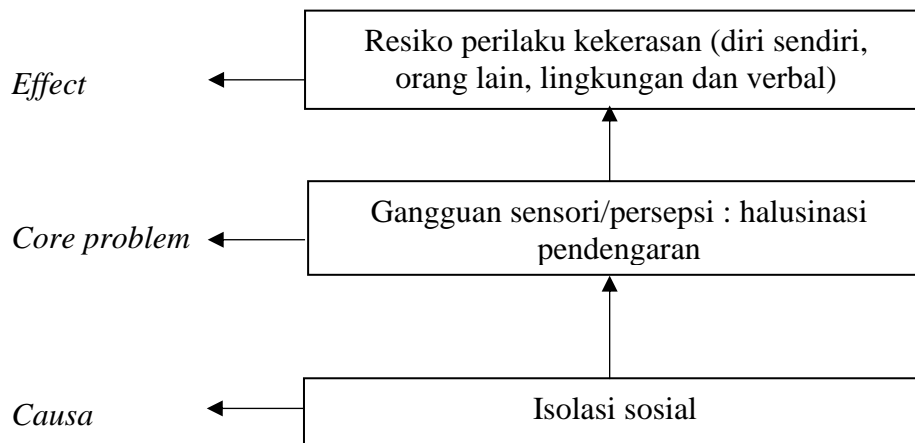 Resiko perilaku kekerasan (diri sendiri,
orang lain, lingkungan dan verbal)
Effect
Gangguan sensori/persepsi : halusinasi
pendengaran
Core problem
Isolasi sosial
Causa